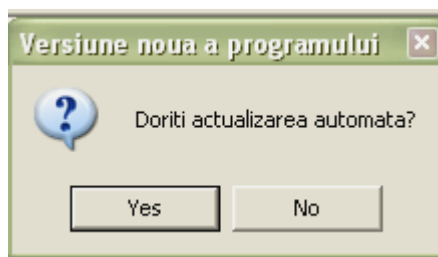 Versiune noua a programului
Doriti actualizarea automata?
Yes
No